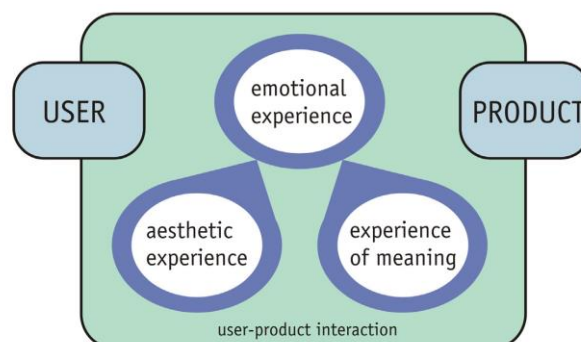 emotional
experience
USER
PRODUCT
aesthetic
experience
experience
of meaning
user-product interaction